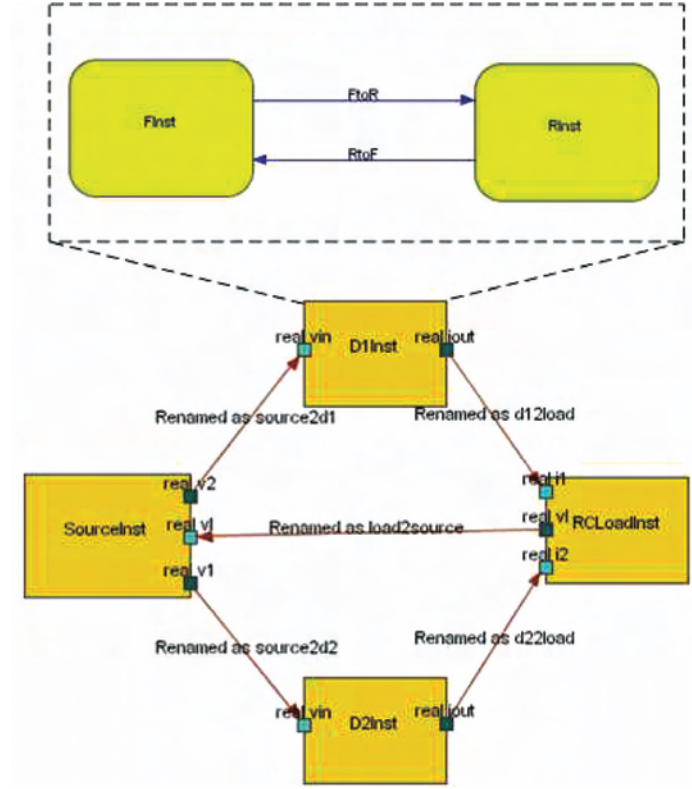 FtoR
FInst
RInst
RtoF
real vin
D1Inst
real iout
Renamed as source2d1
Renamed as d12load
real v2
real i1
SourceInst
real vl
Renamed as load2source
real vl
RCLoadInst
real v1
real i2
Renamed as source2d2
Renamed as d22load
real vin
D2Inst
real iout